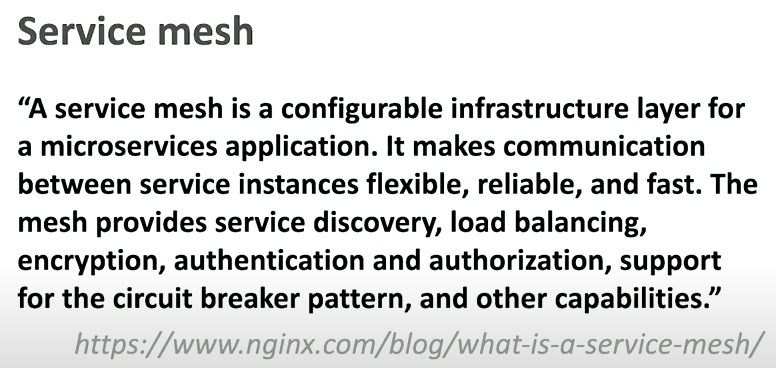 Service mesh
“A service mesh is a configurable infrastructure layer for
a microservices application. It makes communication
between service instances flexible, reliable, and fast. The
mesh provides service discovery, load balancing,
encryption, authentication and authorization, support
for the circuit breaker pattern, and other capabilities.”
https://www.nginx.com/blog/what-is-a-service-mesh/